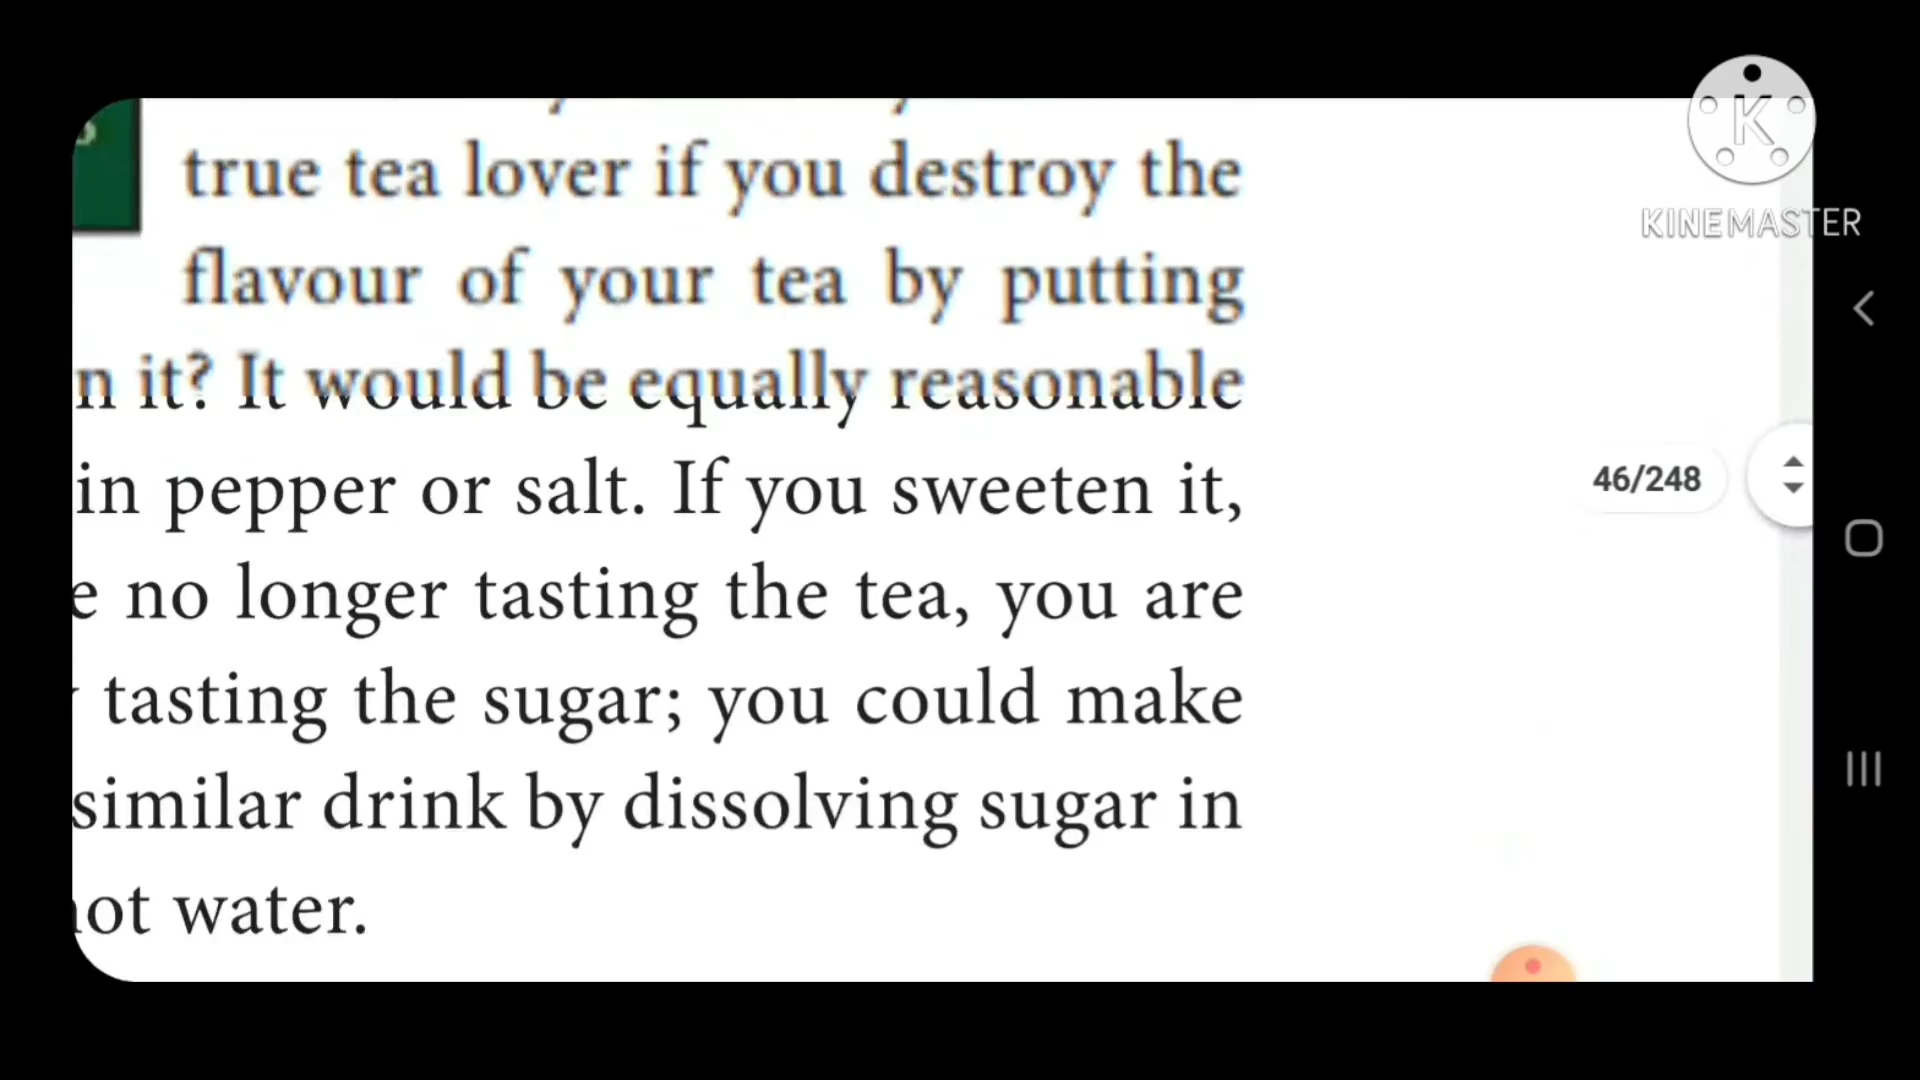 true tea lover if you destroy the
flavour of your tea by putting
n it? It would be equally reasonable
in pepper or salt. If you sweeten it,
e no longer tasting the tea, you are
tasting the sugar; you could make
similar drink by dissolving sugar in
ot water.
46/248
K
KINEMASTER